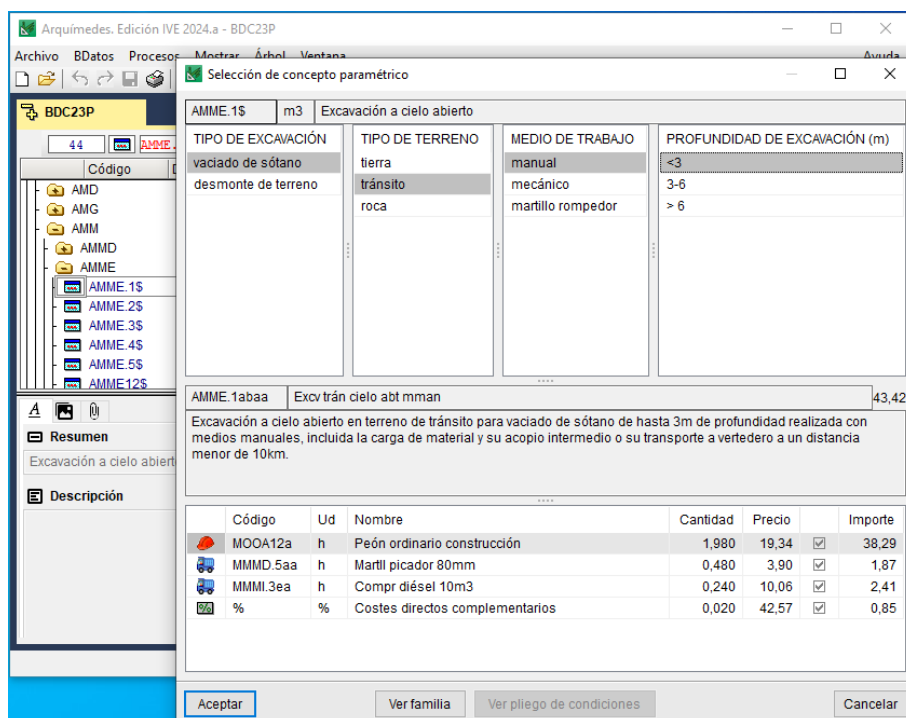 Arquímedes. Edición IVE 2024.a - BDC23P
Archivo BDatos Procesos Mostrar Árbol Ventana Ayuda
Selección de concepto paramétrico
BDC23P
44 AMME.
Código
AMD
AMG
AMM
AMMD
AMME
AMME.1$
AMME.2$
AMME.3$
AMME.4$
AMME.5$
AMME12$
A
Resumen
Excavación a cielo abiert
Descripción
AMME.1$ m3 Excavación a cielo abierto
TIPO DE EXCAVACIÓN TIPO DE TERRENO MEDIO DE TRABAJO PROFUNDIDAD DE EXCAVACIÓN (m)
vaciado de sótano tierra manual <3
desmonte de terreno tránsito mecánico 3-6
roca martillo rompedor > 6
AMME.1abaa Excv trán cielo abt mman 43,42
Excavación a cielo abierto en terreno de tránsito para vaciado de sótano de hasta 3m de profundidad realizada con
medios manuales, incluida la carga de material y su acopio intermedio o su transporte a vertedero a un distancia
menor de 10km.
Código Ud Nombre Cantidad Precio Importe
MOOA12a h Peón ordinario construcción 1,980 19,34 38,29
MMMD.5aa h Martll picador 80mm 0,480 3,90 1,87
MMMI.3ea h Compr diésel 10m3 0,240 10,06 2,41
% % Costes directos complementarios 0,020 42,57 0,85
Aceptar Ver familia Ver pliego de condiciones Cancelar